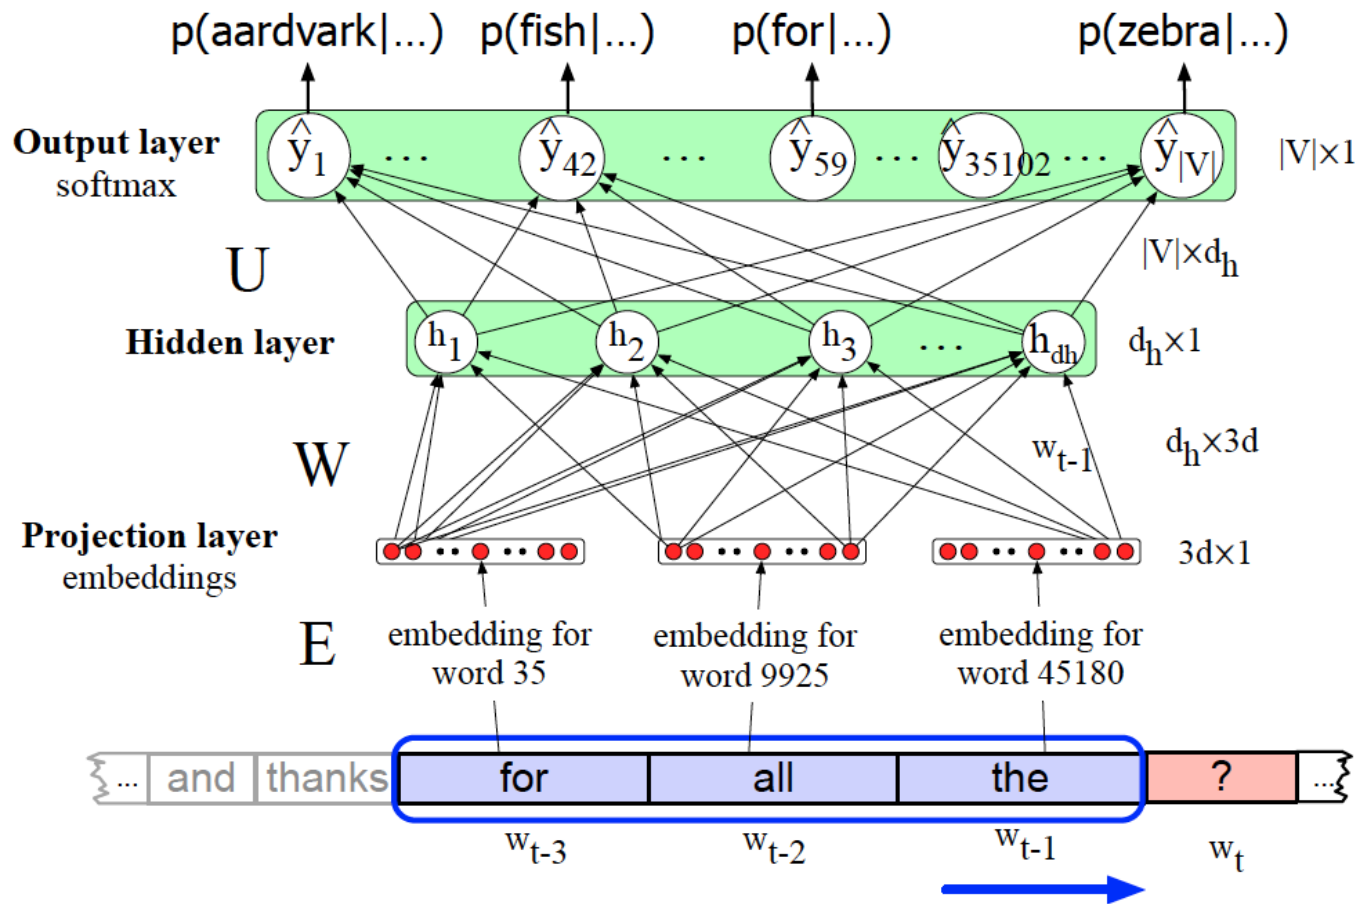 p(aardvark|...) p(fish|...) p(for|...) p(zebra|...)
Output layer
softmax
ŷ1 ... ŷ42 ... ŷ59 ... ŷ35102 ... ŷ|V|
|V|×1
U
|V|×dh
Hidden layer
h1 h2 h3 ... hdh
dh×1
W
wt-1
dh×3d
Projection layer
embeddings
3d×1
E
embedding for
word 35
embedding for
word 9925
embedding for
word 45180
... and thanks for all the ? ...
wt-3 wt-2 wt-1 wt